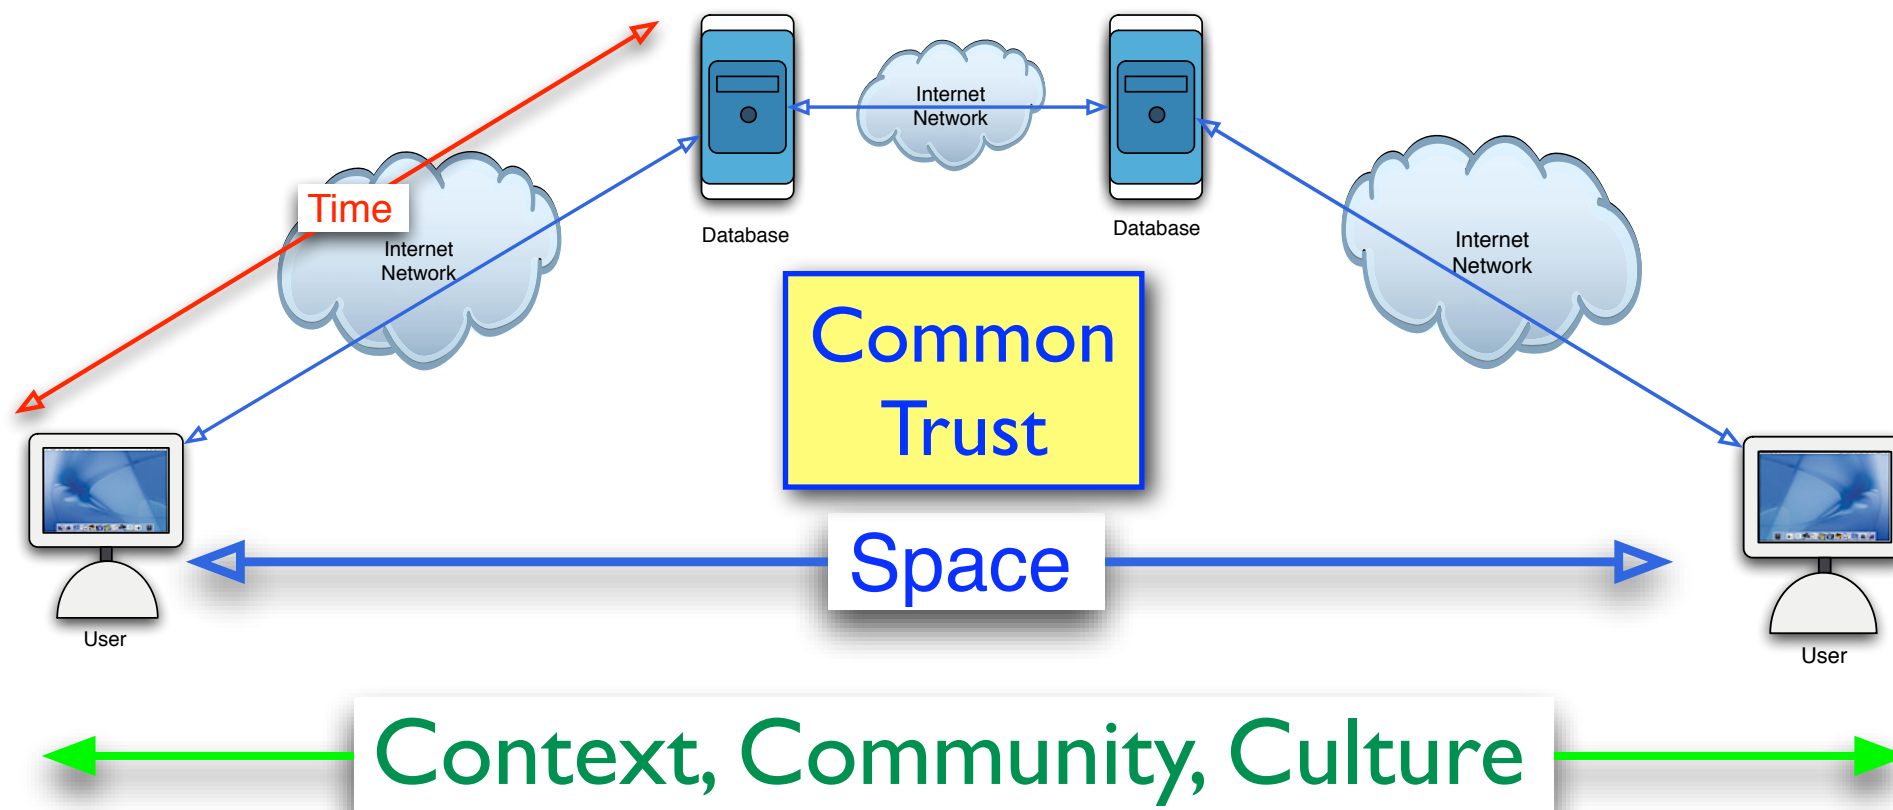 Internet
Network
Time
Internet
Network
Database
Database
Internet
Network
Common
Trust
Space
User
User
Context, Community, Culture